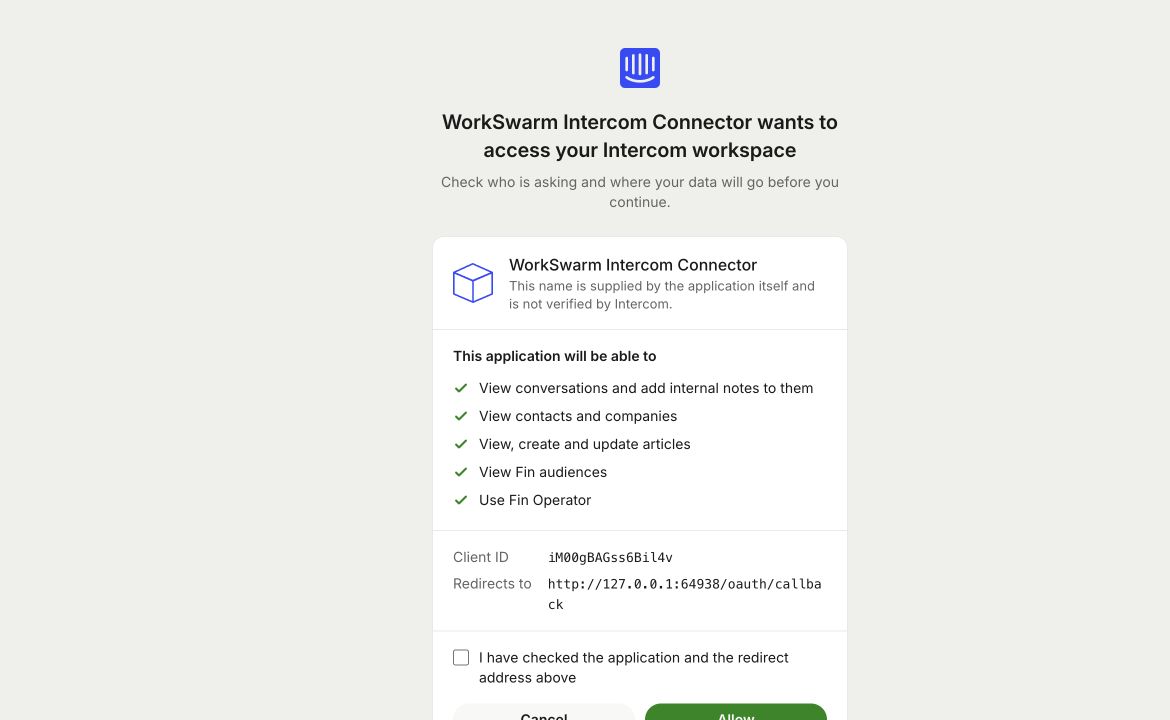 WorkSwarm Intercom Connector wants to
access your Intercom workspace
Check who is asking and where your data will go before you
continue.
WorkSwarm Intercom Connector
This name is supplied by the application itself and
is not verified by Intercom.
This application will be able to
View conversations and add internal notes to them
View contacts and companies
View, create and update articles
View Fin audiences
Use Fin Operator
Client ID iM00gBAGss6Bil4v
Redirects to http://127.0.0.1:64938/oauth/callba
ck
I have checked the application and the redirect
address above
Cancel Allow